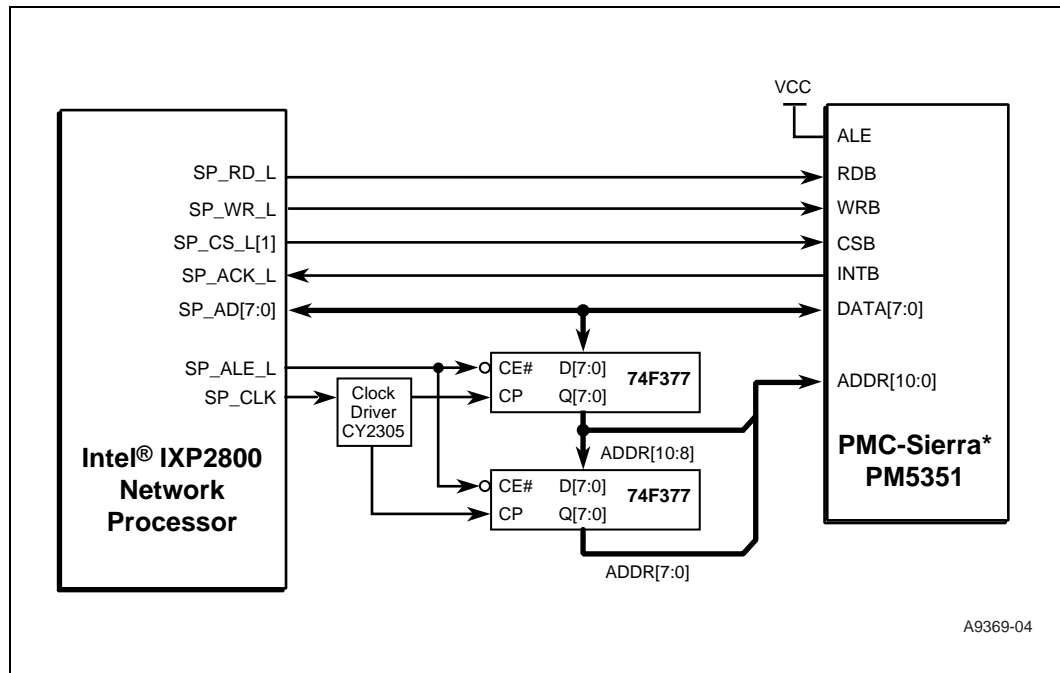 VCC
ALE
SP_RD_L
RDB
SP_WR_L
WRB
SP_CS_L[1]
CSB
SP_ACK_L
INTB
SP_AD[7:0]
DATA[7:0]
SP_ALE_L
CE#
D[7:0]
74F377
ADDR[10:0]
SP_CLK
Clock
Driver
CY2305
CP
Q[7:0]
Intel® IXP2800
Network
Processor
PMC-Sierra*
PM5351
ADDR[10:8]
CE#
D[7:0]
74F377
CP
Q[7:0]
ADDR[7:0]
A9369-04